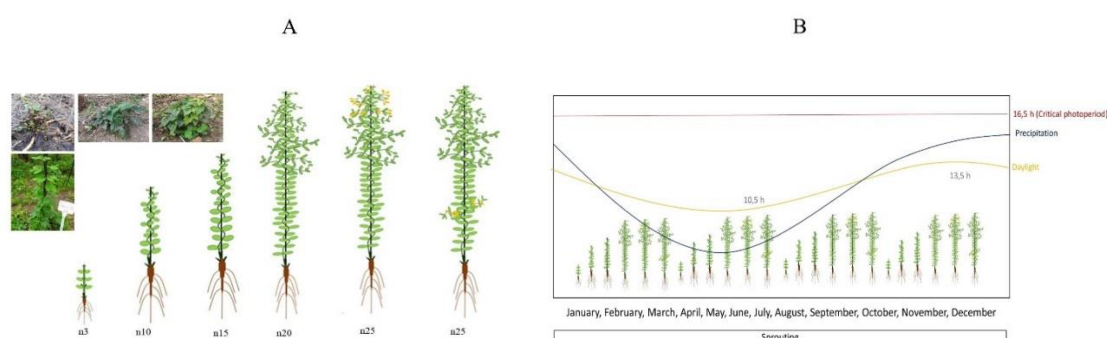 A
B
16,5 h (Critical photoperiod)
Precipitation
Daylight
10,5 h
13,5 h
n3
n10
n15
n20
n25
n25
January, February, March, April, May, June, July, August, September, October, November, December
Sprouting